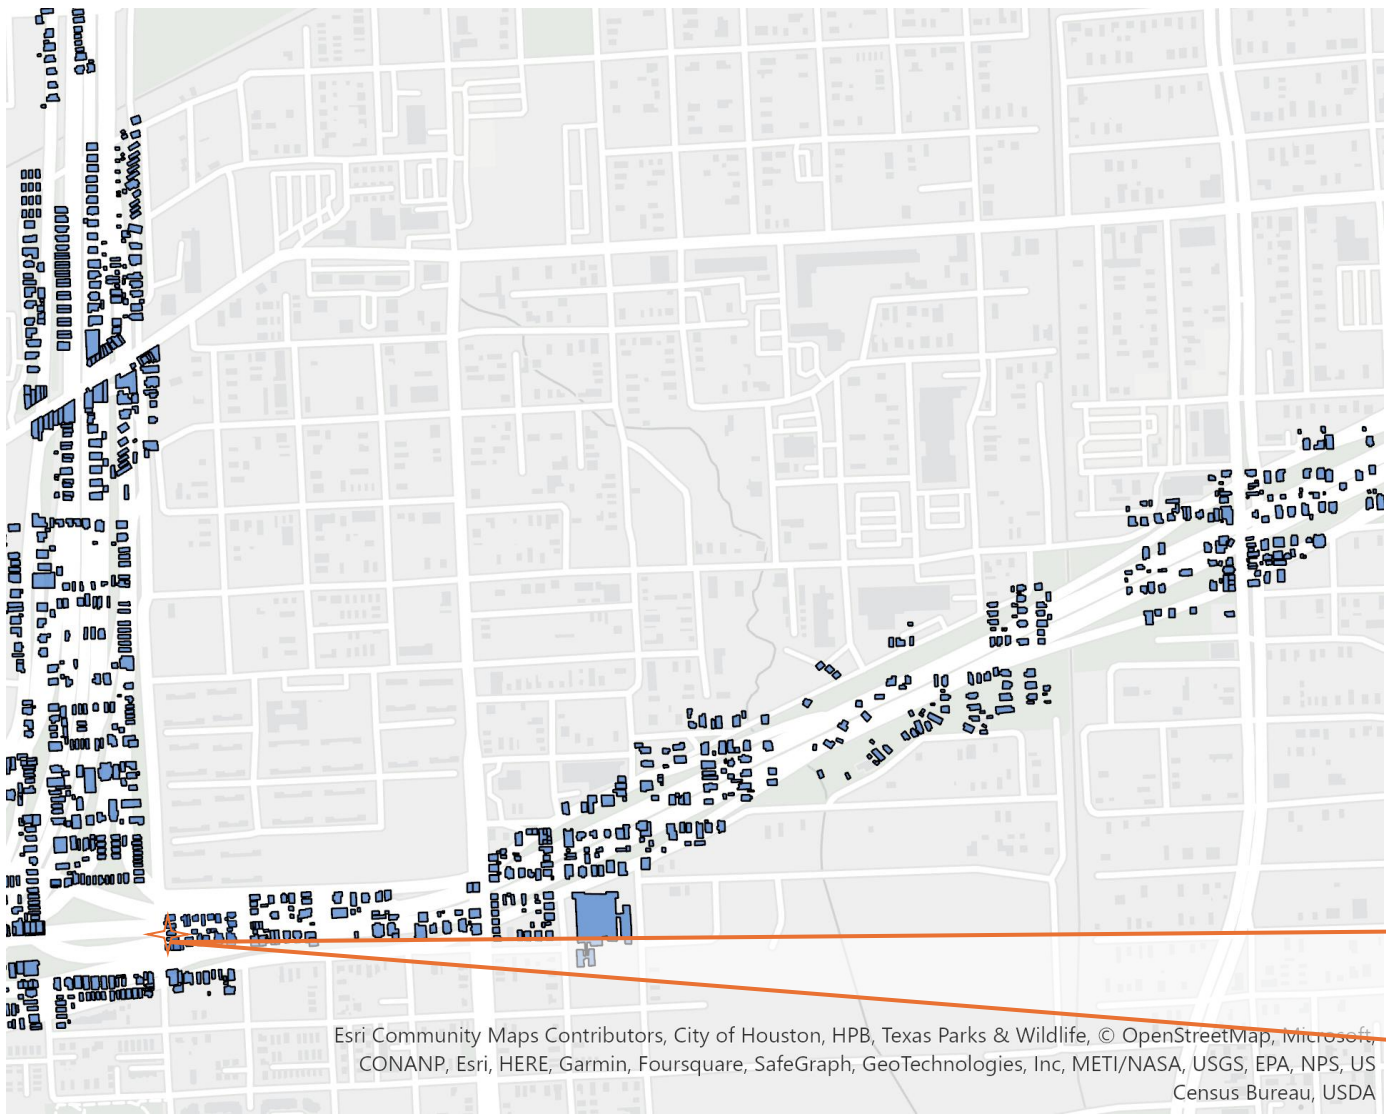 Esri Community Maps Contributors, City of Houston, HPB, Texas Parks & Wildlife, © OpenStreetMap, Microsoft,
CONANP, Esri, HERE, Garmin, Foursquare, SafeGraph, GeoTechnologies, Inc, METI/NASA, USGS, EPA, NPS, US
Census Bureau, USDA